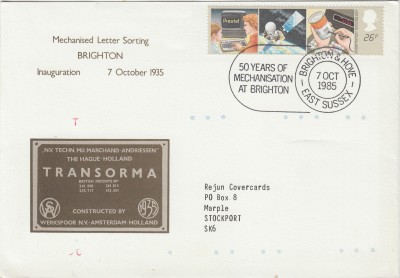 Mechanised Letter Sorting
BRIGHTON
Inauguration 7 October 1935
Prestel
26P
50 YEARS OF
MECHANISATION
AT BRIGHTON
BRIGHTON & HOVE
7 OCT
1985
EAST SUSSEX
T
N.V. TECHN. MIJ. MARCHAND-ANDRIESSEN
THE HAGUE-HOLLAND
TRANSORMA
CONSTRUCTED BY
WERKSPOOR N.V. AMSTERDAM-HOLLAND
1935
Rejun Covercards
PO Box 8
Marple
STOCKPORT
SK6